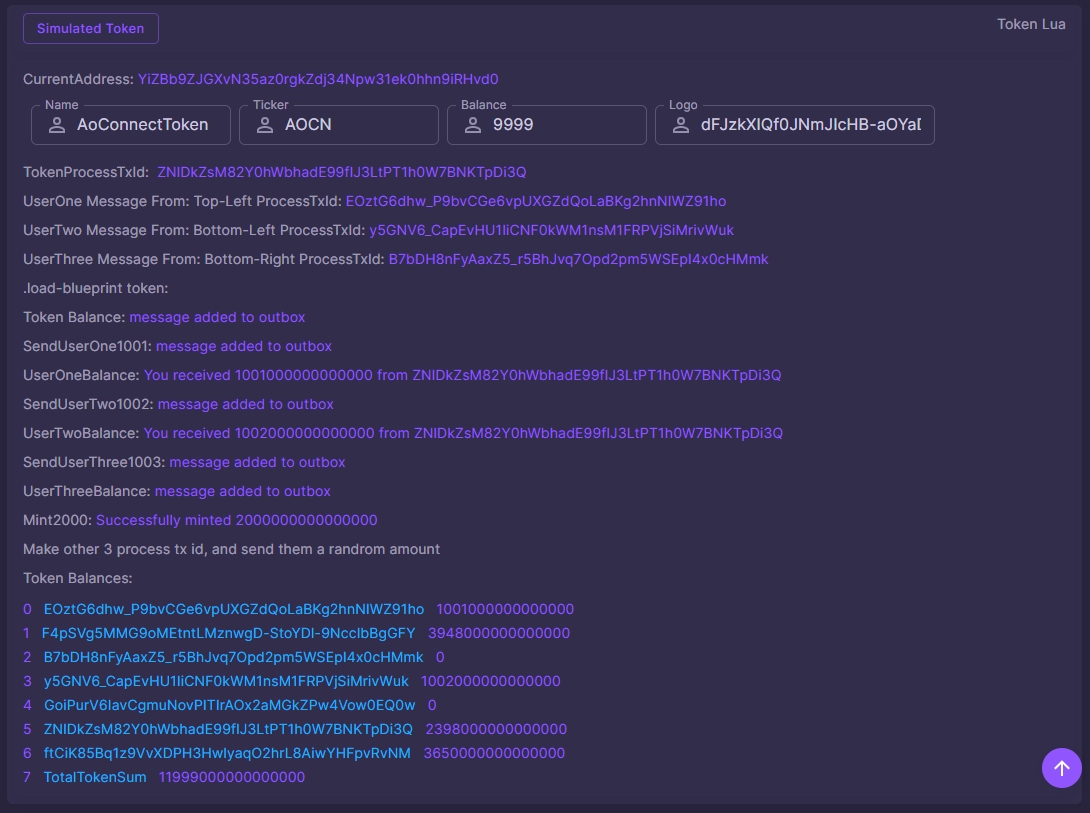 Simulated Token
Token Lua
CurrentAddress: YiZBb9ZJGXvN35az0rgkZdj34Npw31ek0hhn9iRHvd0
Name
Ticker
Balance
Logo
AoConnectToken
AOCN
9999
dFJzkXIQf0JNmJIcHB-aOYaD
TokenProcessTxId: ZNIDkZsM82Y0hWbhadE99fIJ3LtPT1h0W7BNKTpDi3Q
UserOne Message From: Top-Left ProcessTxId: EOztG6dhw_P9bvCGe6vpUXGZdQoLaBKg2hnNIWZ91ho
UserTwo Message From: Bottom-Left ProcessTxId: y5GNV6_CapEvHU1IiCNF0kWM1nsM1FRPVjSiMrivWuk
UserThree Message From: Bottom-Right ProcessTxId: B7bDH8nFyAaxZ5_r5BhJvq7Opd2pm5WSEpI4x0cHMmk
.load-blueprint token:
Token Balance: message added to outbox
SendUserOne1001: message added to outbox
UserOneBalance: You received 1001000000000000 from ZNIDkZsM82Y0hWbhadE99fIJ3LtPT1h0W7BNKTpDi3Q
SendUserTwo1002: message added to outbox
UserTwoBalance: You received 1002000000000000 from ZNIDkZsM82Y0hWbhadE99fIJ3LtPT1h0W7BNKTpDi3Q
SendUserThree1003: message added to outbox
UserThreeBalance: message added to outbox
Mint2000: Successfully minted 2000000000000000
Make other 3 process tx id, and send them a randrom amount
Token Balances:
0 EOztG6dhw_P9bvCGe6vpUXGZdQoLaBKg2hnNIWZ91ho 1001000000000000
1 F4pSVg5MMG9oMEtntLMznwgD-StoYDI-9NccIbBgGFY 3948000000000000
2 B7bDH8nFyAaxZ5_r5BhJvq7Opd2pm5WSEpI4x0cHMmk 0
3 y5GNV6_CapEvHU1IiCNF0kWM1nsM1FRPVjSiMrivWuk 1002000000000000
4 GoiPurV6IavCgmuNovPITIrAOx2aMGkZPw4Vow0EQ0w 0
5 ZNIDkZsM82Y0hWbhadE99fIJ3LtPT1h0W7BNKTpDi3Q 2398000000000000
6 ftCiK85Bq1z9VvXDPH3HwIyaqO2hrL8AiwYHFpvRvNM 3650000000000000
7 TotalTokenSum 11999000000000000